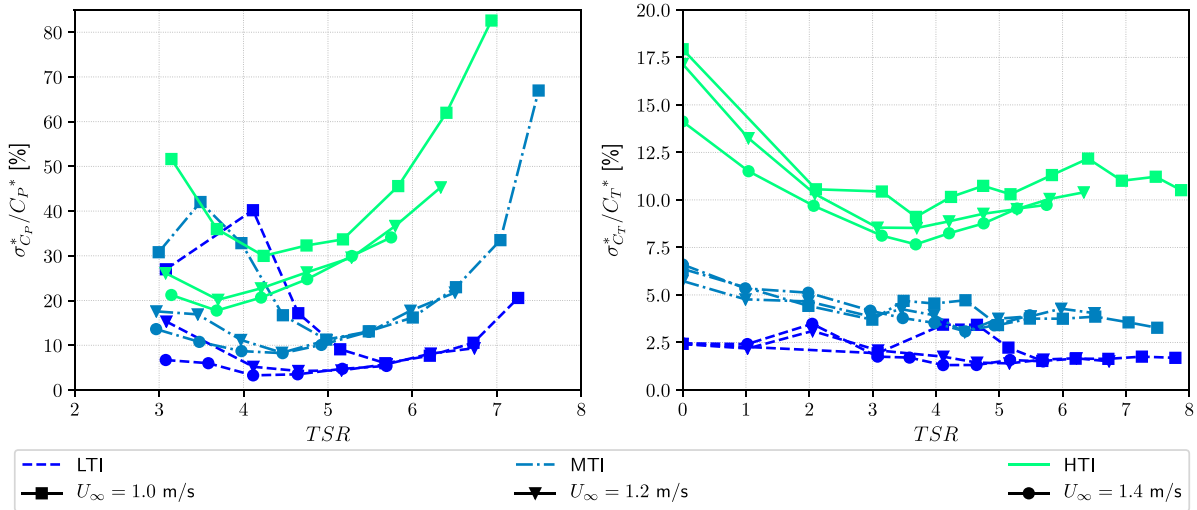 80
70
60
50
40
30
20
10
0
σ*_{C_P}/C_P* [%]
2 3 4 5 6 7 8
TSR
20.0
17.5
15.0
12.5
10.0
7.5
5.0
2.5
0.0
σ*_{C_T}/C_T* [%]
0 1 2 3 4 5 6 7 8
TSR
LTI MTI HTI
U_∞ = 1.0 m/s U_∞ = 1.2 m/s U_∞ = 1.4 m/s